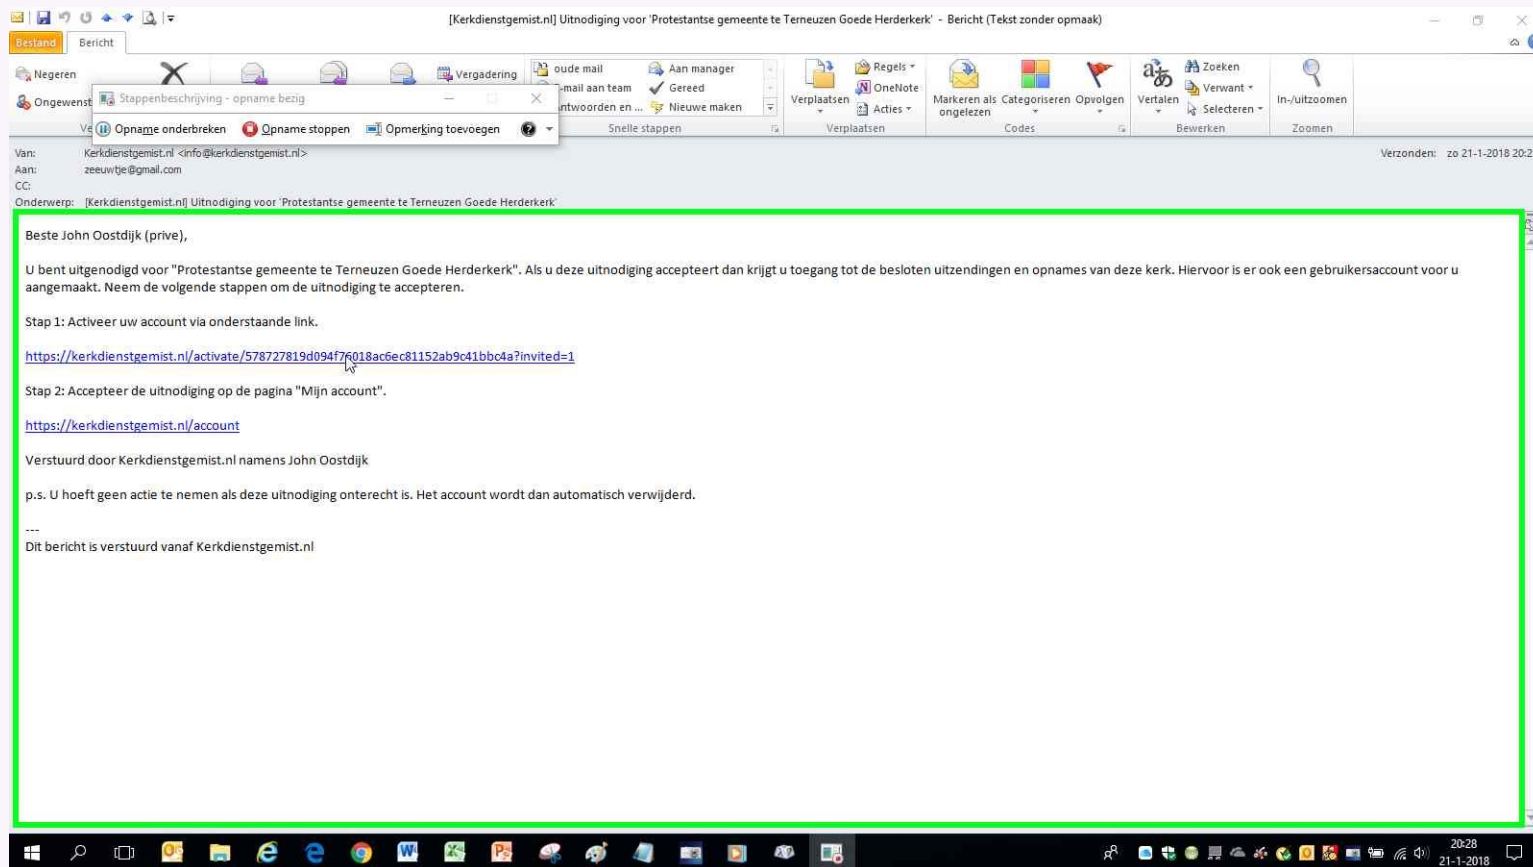 [Kerkdienstgemist.nl] Uitnodiging voor 'Protestantse gemeente te Terneuzen Goede Herderkerk' - Bericht (Tekst zonder opmaak)
Bestand Bericht
Negeren
Ongewenst
Vergadering
oude mail
-mail aan team
ntwoorden en ...
Aan manager
Gereed
Nieuwe maken
Snelle stappen
Verplaatsen
Regels
OneNote
Acties
Verplaatsen
Markeren als ongelezen
Categoriseren
Opvolgen
Codes
Vertalen
Zoeken
Verwant
Selecteren
Bewerken
In-/uitzoomen
Zoomen
Stappenbeschrijving - opname bezig
Opname onderbreken Opname stoppen Opmerking toevoegen
Van: Kerkdienstgemist.nl <info@kerkdienstgemist.nl> Verzonden: zo 21-1-2018 20:2
Aan: zeeuwtje@gmail.com
CC:
Onderwerp: [Kerkdienstgemist.nl] Uitnodiging voor 'Protestantse gemeente te Terneuzen Goede Herderkerk'
Beste John Oostdijk (prive),
U bent uitgenodigd voor "Protestantse gemeente te Terneuzen Goede Herderkerk". Als u deze uitnodiging accepteert dan krijgt u toegang tot de besloten uitzendingen en opnames van deze kerk. Hiervoor is er ook een gebruikersaccount voor u
aangemaakt. Neem de volgende stappen om de uitnodiging te accepteren.
Stap 1: Activeer uw account via onderstaande link.
https://kerkdienstgemist.nl/activate/578727819d094f76018ac6ec81152ab9c41bbc4a?invited=1
Stap 2: Accepteer de uitnodiging op de pagina "Mijn account".
https://kerkdienstgemist.nl/account
Verstuurd door Kerkdienstgemist.nl namens John Oostdijk
p.s. U hoeft geen actie te nemen als deze uitnodiging onterecht is. Het account wordt dan automatisch verwijderd.
---
Dit bericht is verstuurd vanaf Kerkdienstgemist.nl
20:28
21-1-2018